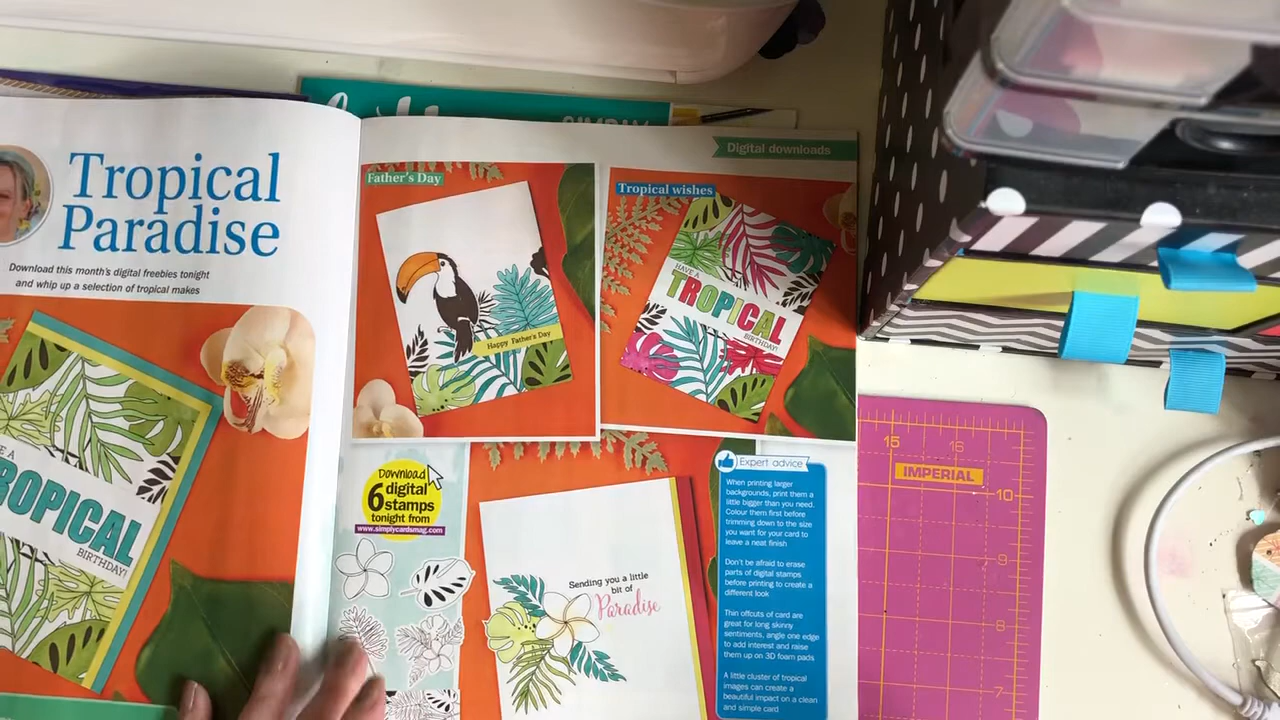 Tropical
Paradise
Download this month's digital freebies tonight
and whip up a selection of tropical makes
TROPICAL
BIRTHDAY!
Digital downloads
Father's Day
Happy Father's Day
Tropical wishes
HAVE A
TROPICAL
BIRTHDAY!
Download
6 digital
stamps
tonight from
www.simplycardsmag.com
Sending you a little
bit of
Paradise
Expert advice
When printing larger
backgrounds, print them a
little bigger than you need.
Colour them first before
trimming down to the size
you want for your card to
leave a neat finish
Don't be afraid to erase
parts of digital stamps
before printing to create a
different look
Thin offcuts of card are
great for long skinny
sentiments, angle one edge
to add interest and raise
them up on 3D foam pads
A little cluster of tropical
images can create a
beautiful impact on a clean
and simple card
15
16
IMPERIAL
10
9
8
7